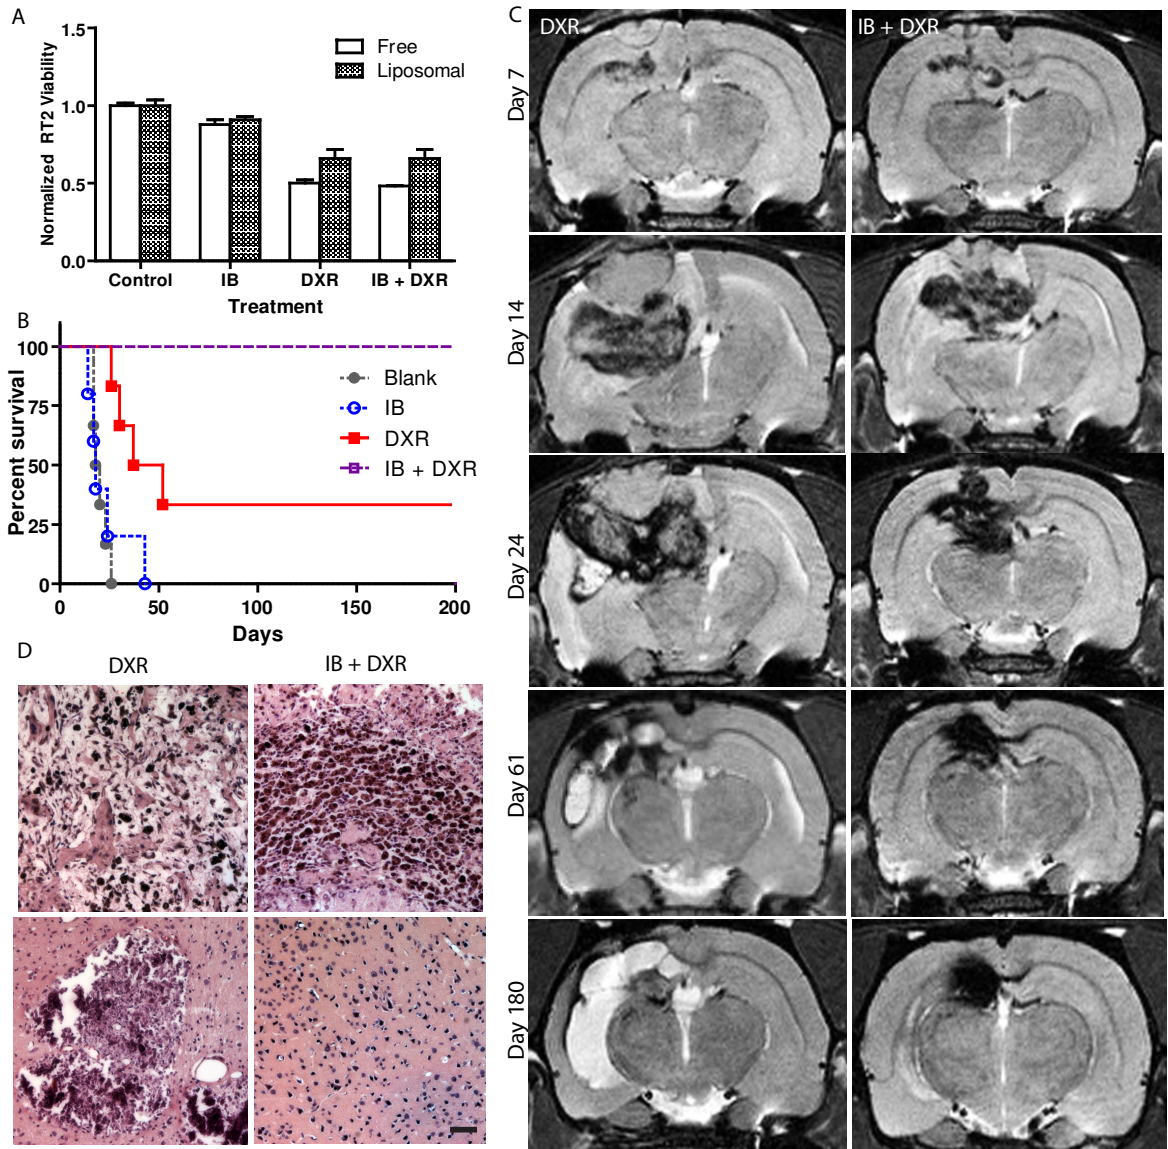 A
1.5
1.0
0.5
0.0
Normalized RT2 Viability
Free
Liposomal
Control IB DXR IB + DXR
Treatment
B
100
75
50
25
0
Percent survival
Blank
IB
DXR
IB + DXR
0 50 100 150 200
Days
C
DXR IB + DXR
Day 7
Day 14
Day 24
Day 61
Day 180
D
DXR IB + DXR